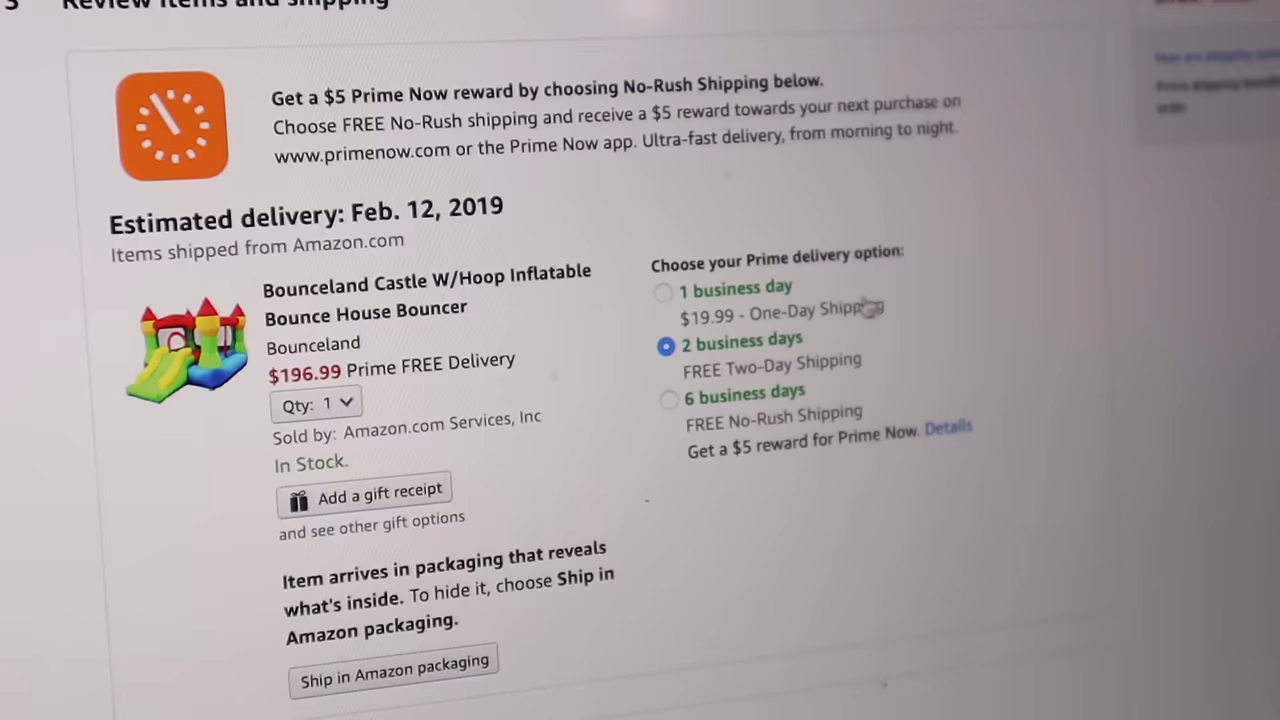 3 Review items and shipping
Get a $5 Prime Now reward by choosing No-Rush Shipping below.
Choose FREE No-Rush shipping and receive a $5 reward towards your next purchase on
www.primenow.com or the Prime Now app. Ultra-fast delivery, from morning to night.
Estimated delivery: Feb. 12, 2019
Items shipped from Amazon.com
Bounceland Castle W/Hoop Inflatable
Bounce House Bouncer
Bounceland
$196.99 Prime FREE Delivery
Qty: 1
Sold by: Amazon.com Services, Inc
In Stock.
Add a gift receipt
and see other gift options
Item arrives in packaging that reveals
what's inside. To hide it, choose Ship in
Amazon packaging.
Ship in Amazon packaging
Choose your Prime delivery option:
1 business day
$19.99 - One-Day Shipping
2 business days
FREE Two-Day Shipping
6 business days
FREE No-Rush Shipping
Get a $5 reward for Prime Now. Details